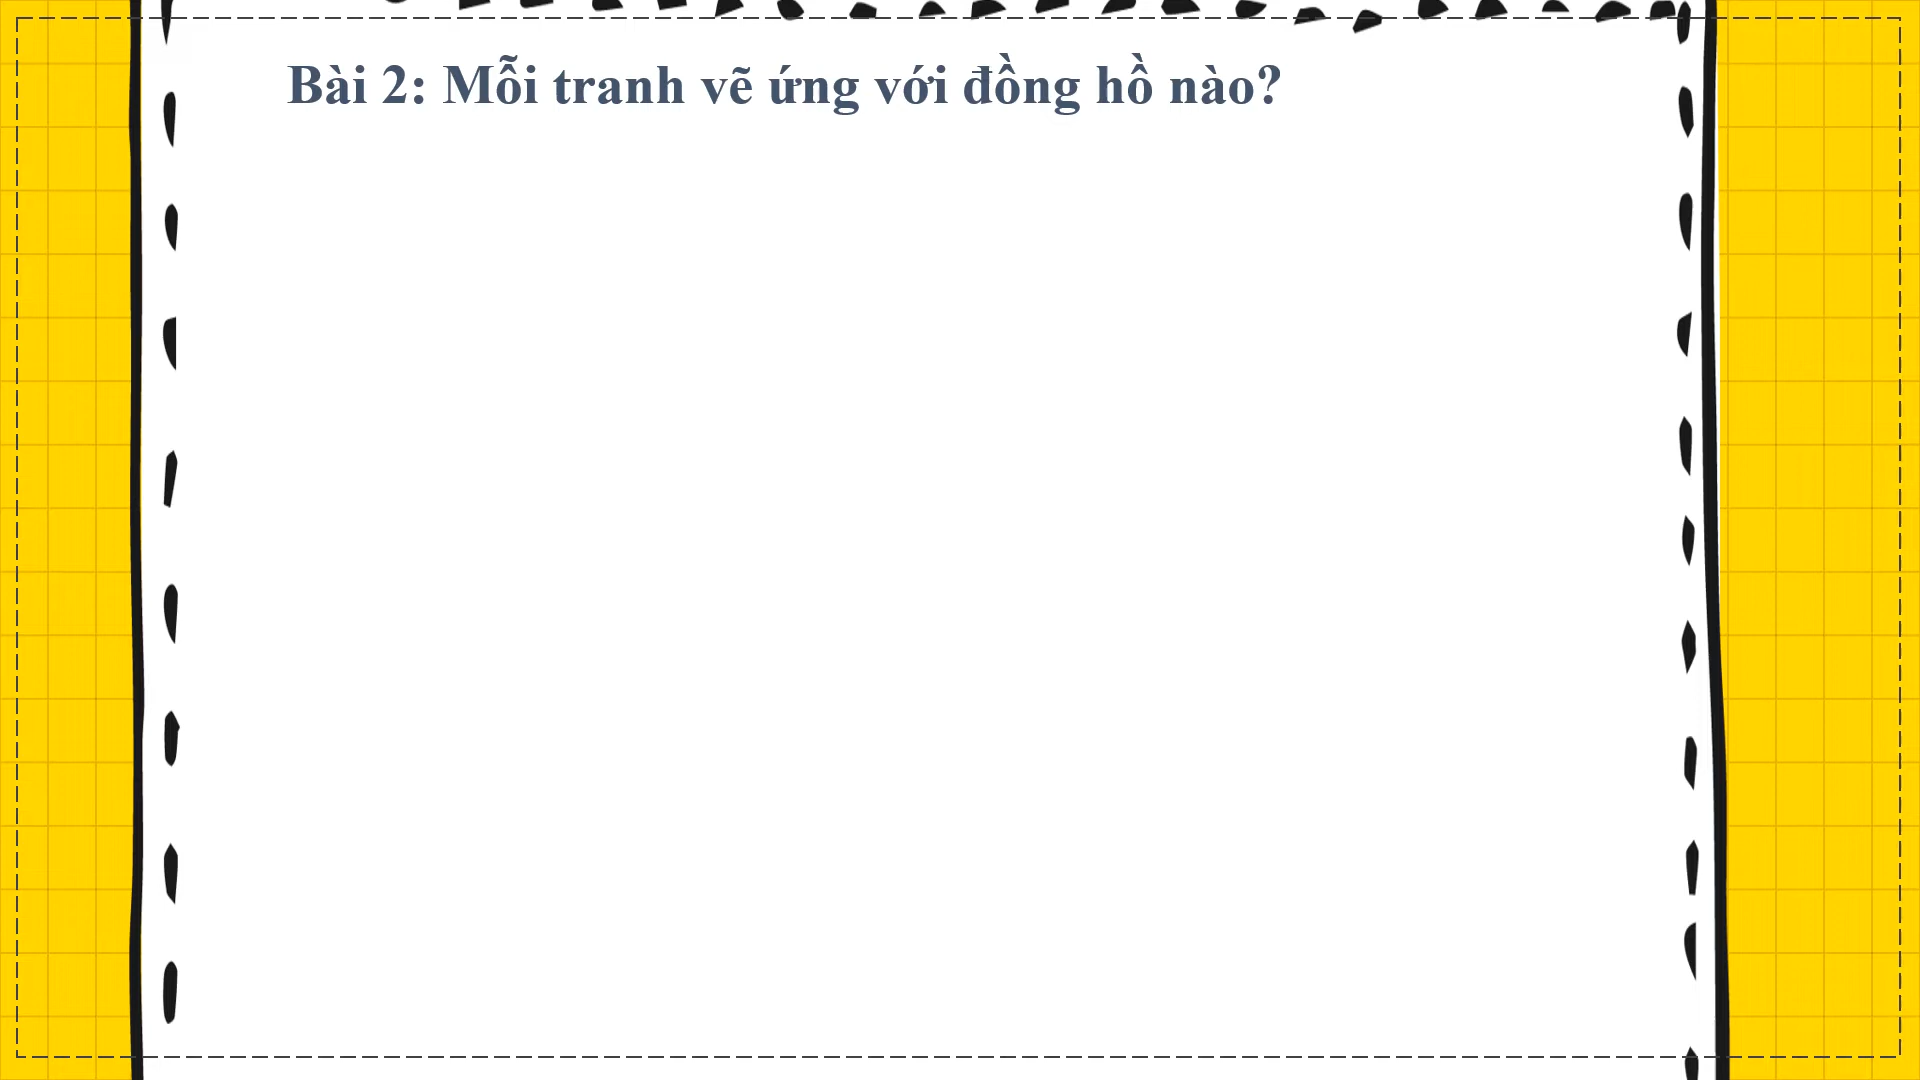 Bài 2: Mỗi tranh vẽ ứng với đồng hồ nào?